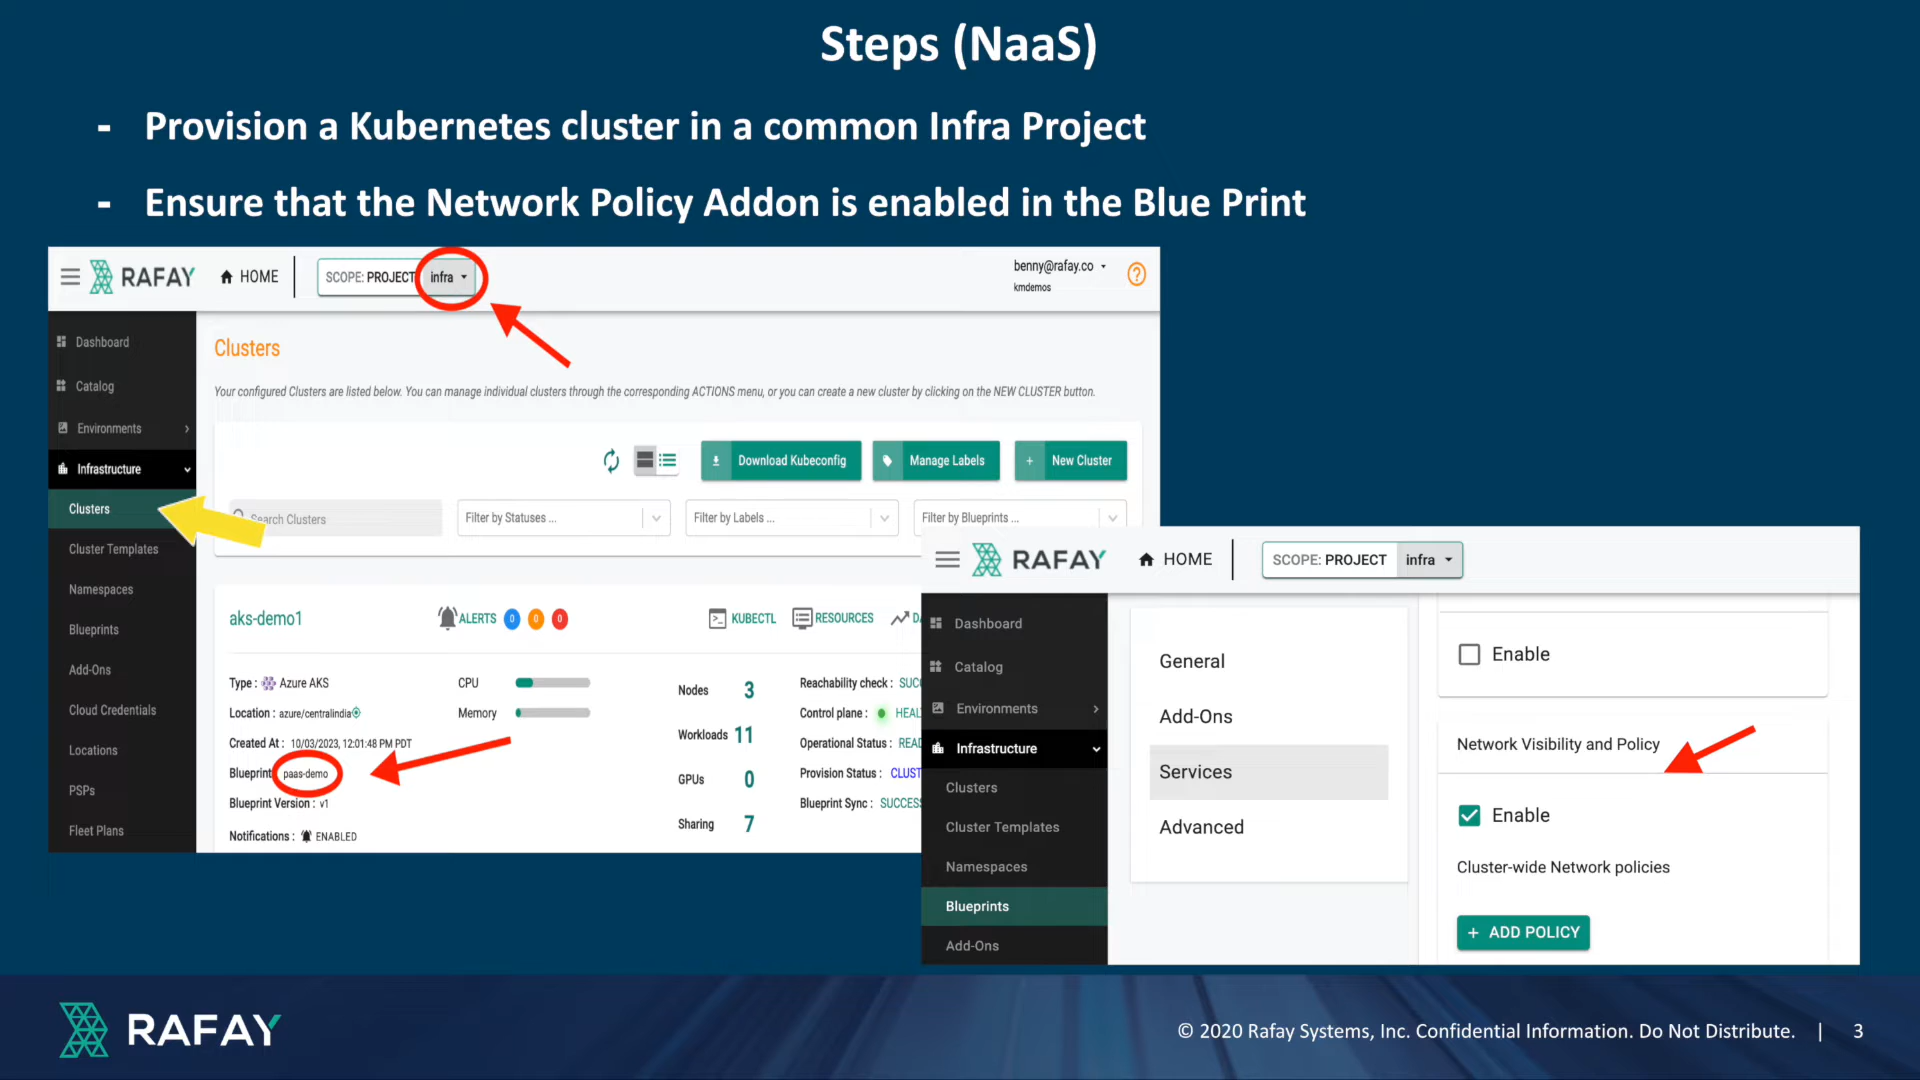 Steps (NaaS)
- Provision a Kubernetes cluster in a common Infra Project
- Ensure that the Network Policy Addon is enabled in the Blue Print
RAFAY
HOME
SCOPE: PROJECT infra
benny@rafay.co
kmdemos
?
Dashboard
Catalog
Environments
Infrastructure
Clusters
Cluster Templates
Namespaces
Blueprints
Add-Ons
Cloud Credentials
Locations
PSPs
Fleet Plans
Clusters
Your configured Clusters are listed below. You can manage individual clusters through the corresponding ACTIONS menu, or you can create a new cluster by clicking on the NEW CLUSTER button.
Download Kubeconfig
Manage Labels
+ New Cluster
Search Clusters
Filter by Statuses ...
Filter by Labels ...
Filter by Blueprints ...
aks-demo1
ALERTS 0 0 0
KUBECTL
RESOURCES
DA
Type : Azure AKS
Location : azure/centralindia
Created At : 10/03/2023, 12:01:48 PM PDT
Blueprint paas-demo
Blueprint Version : v1
Notifications : ENABLED
CPU
Memory
Nodes 3
Workloads 11
GPUs 0
Sharing 7
Reachability check : SUCC
Control plane : HEAL
Operational Status : READ
Provision Status : CLUST
Blueprint Sync : SUCCESS
RAFAY
HOME
SCOPE: PROJECT infra
Dashboard
Catalog
Environments
Infrastructure
Clusters
Cluster Templates
Namespaces
Blueprints
Add-Ons
General
Add-Ons
Services
Advanced
Enable
Network Visibility and Policy
Enable
Cluster-wide Network policies
+ ADD POLICY
RAFAY
© 2020 Rafay Systems, Inc. Confidential Information. Do Not Distribute. | 3